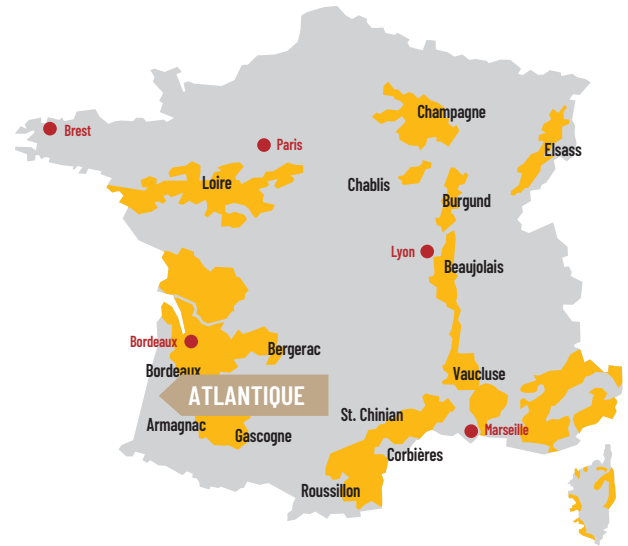 Champagne
Brest
Paris
Elsass
Loire
Chablis
Burgund
Lyon
Beaujolais
Bordeaux
Bergerac
Bordeaux
Vaucluse
ATLANTIQUE
St. Chinian
Armagnac
Marseille
Gascogne
Corbières
Roussillon